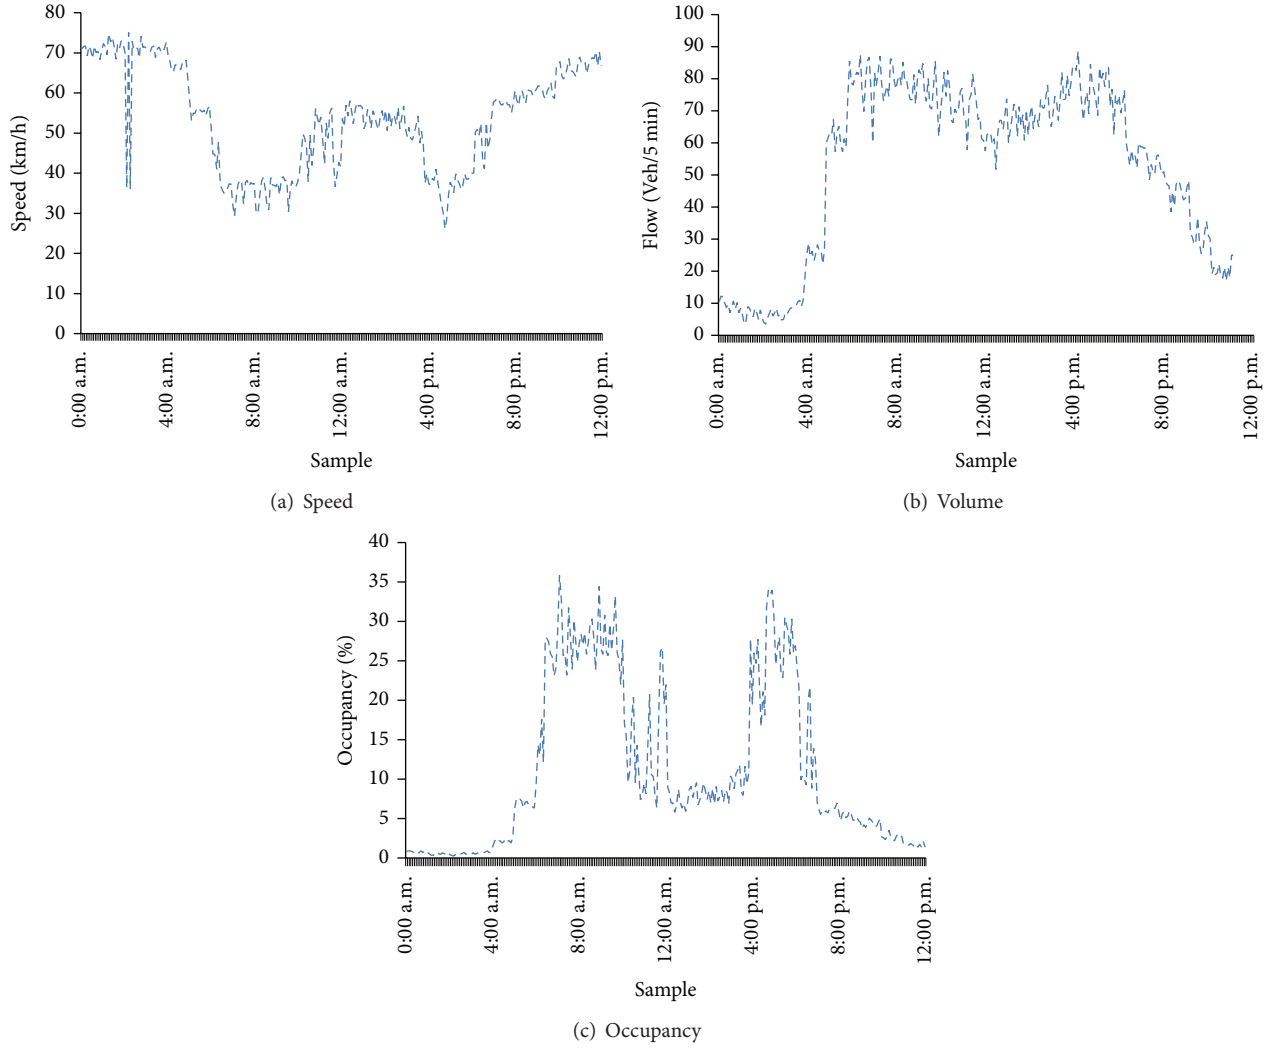 80
70
60
50
40
30
20
10
0
Speed (km/h)
0:00 a.m.
4:00 a.m.
8:00 a.m.
12:00 a.m.
4:00 p.m.
8:00 p.m.
12:00 p.m.
Sample
(a) Speed
100
90
80
70
60
50
40
30
20
10
0
Flow (Veh/5 min)
0:00 a.m.
4:00 a.m.
8:00 a.m.
12:00 a.m.
4:00 p.m.
8:00 p.m.
12:00 p.m.
Sample
(b) Volume
40
35
30
25
20
15
10
5
0
Occupancy (%)
0:00 a.m.
4:00 a.m.
8:00 a.m.
12:00 a.m.
4:00 p.m.
8:00 p.m.
12:00 p.m.
Sample
(c) Occupancy